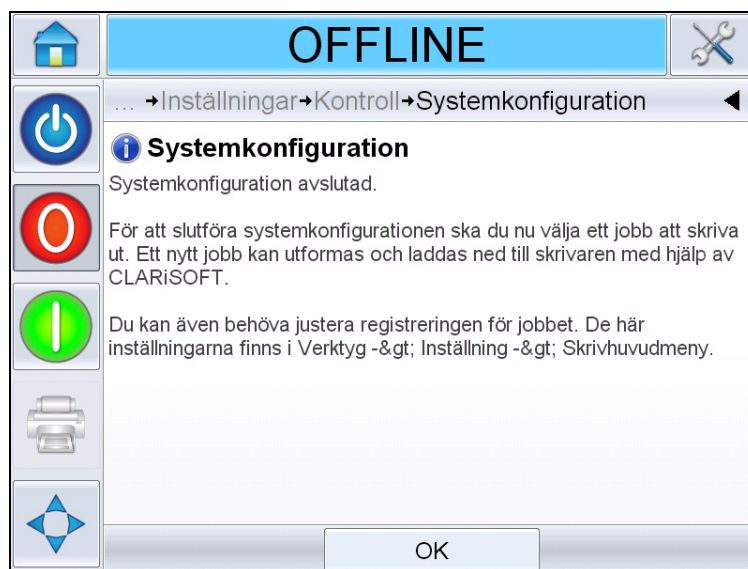 OFFLINE
... →Inställningar→Kontroll→Systemkonfiguration
Systemkonfiguration
Systemkonfiguration avslutad.
För att slutföra systemkonfigurationen ska du nu välja ett jobb att skriva
ut. Ett nytt jobb kan utformas och laddas ned till skrivaren med hjälp av
CLARiSOFT.
Du kan även behöva justera registreringen för jobbet. De här
inställningarna finns i Verktyg -&gt; Inställning -&gt; Skrivhuvudmeny.
OK